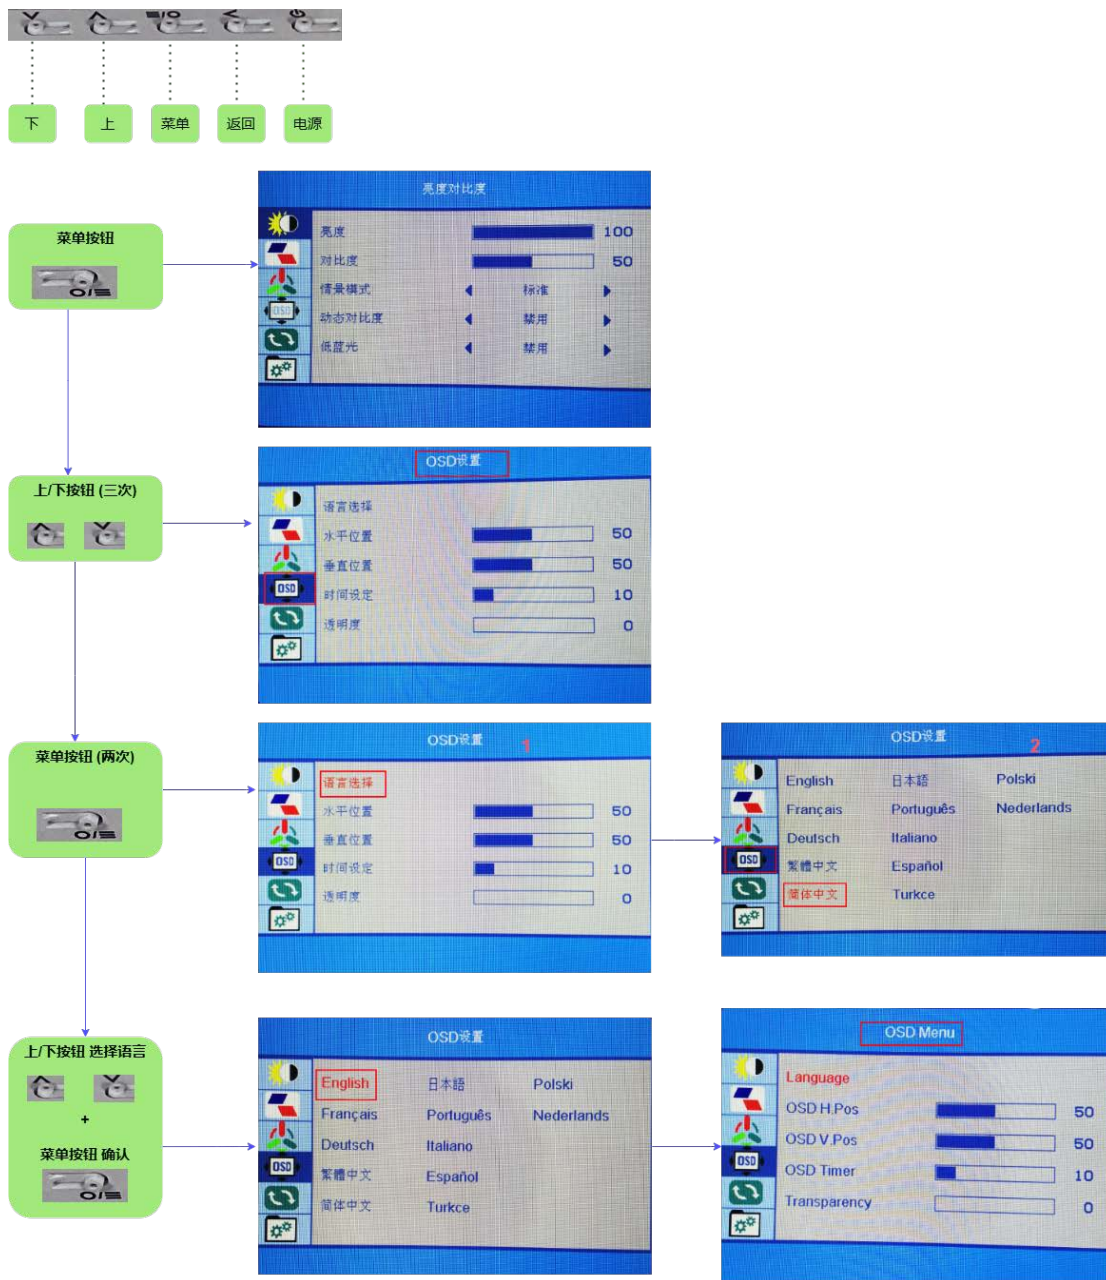 下
上
菜单
返回
电源
亮度对比度
亮度 100
对比度 50
情景模式 标准
动态对比度 禁用
低蓝光 禁用
OSD
菜单按钮
上/下按钮 (三次)
OSD设置
语言选择
水平位置 50
垂直位置 50
时间设定 10
透明度 0
OSD
菜单按钮 (两次)
OSD设置 1
语言选择
水平位置 50
垂直位置 50
时间设定 10
透明度 0
OSD
OSD设置 2
English 日本語 Polski
Français Português Nederlands
Deutsch Italiano
繁體中文 Español
简体中文 Turkce
OSD
上/下按钮 选择语言
+
菜单按钮 确认
OSD设置
English 日本語 Polski
Français Português Nederlands
Deutsch Italiano
繁體中文 Español
简体中文 Turkce
OSD
OSD Menu
Language
OSD H.Pos 50
OSD V.Pos 50
OSD Timer 10
Transparency 0
OSD